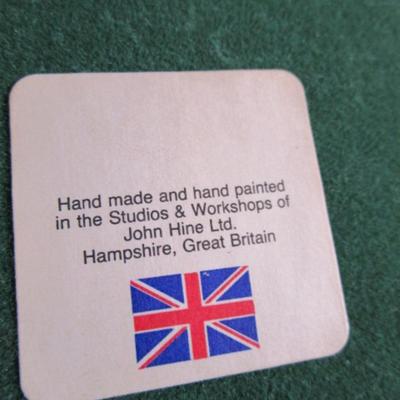 Hand made and hand painted
in the Studios & Workshops of
John Hine Ltd.
Hampshire, Great Britain